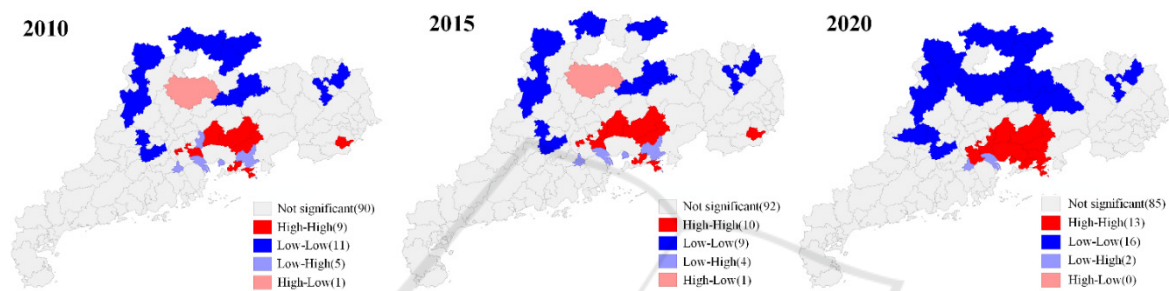 2010
Not significant(90)
High-High(9)
Low-Low(11)
Low-High(5)
High-Low(1)
2015
Not significant(92)
High-High(10)
Low-Low(9)
Low-High(4)
High-Low(1)
2020
Not significant(85)
High-High(13)
Low-Low(16)
Low-High(2)
High-Low(0)